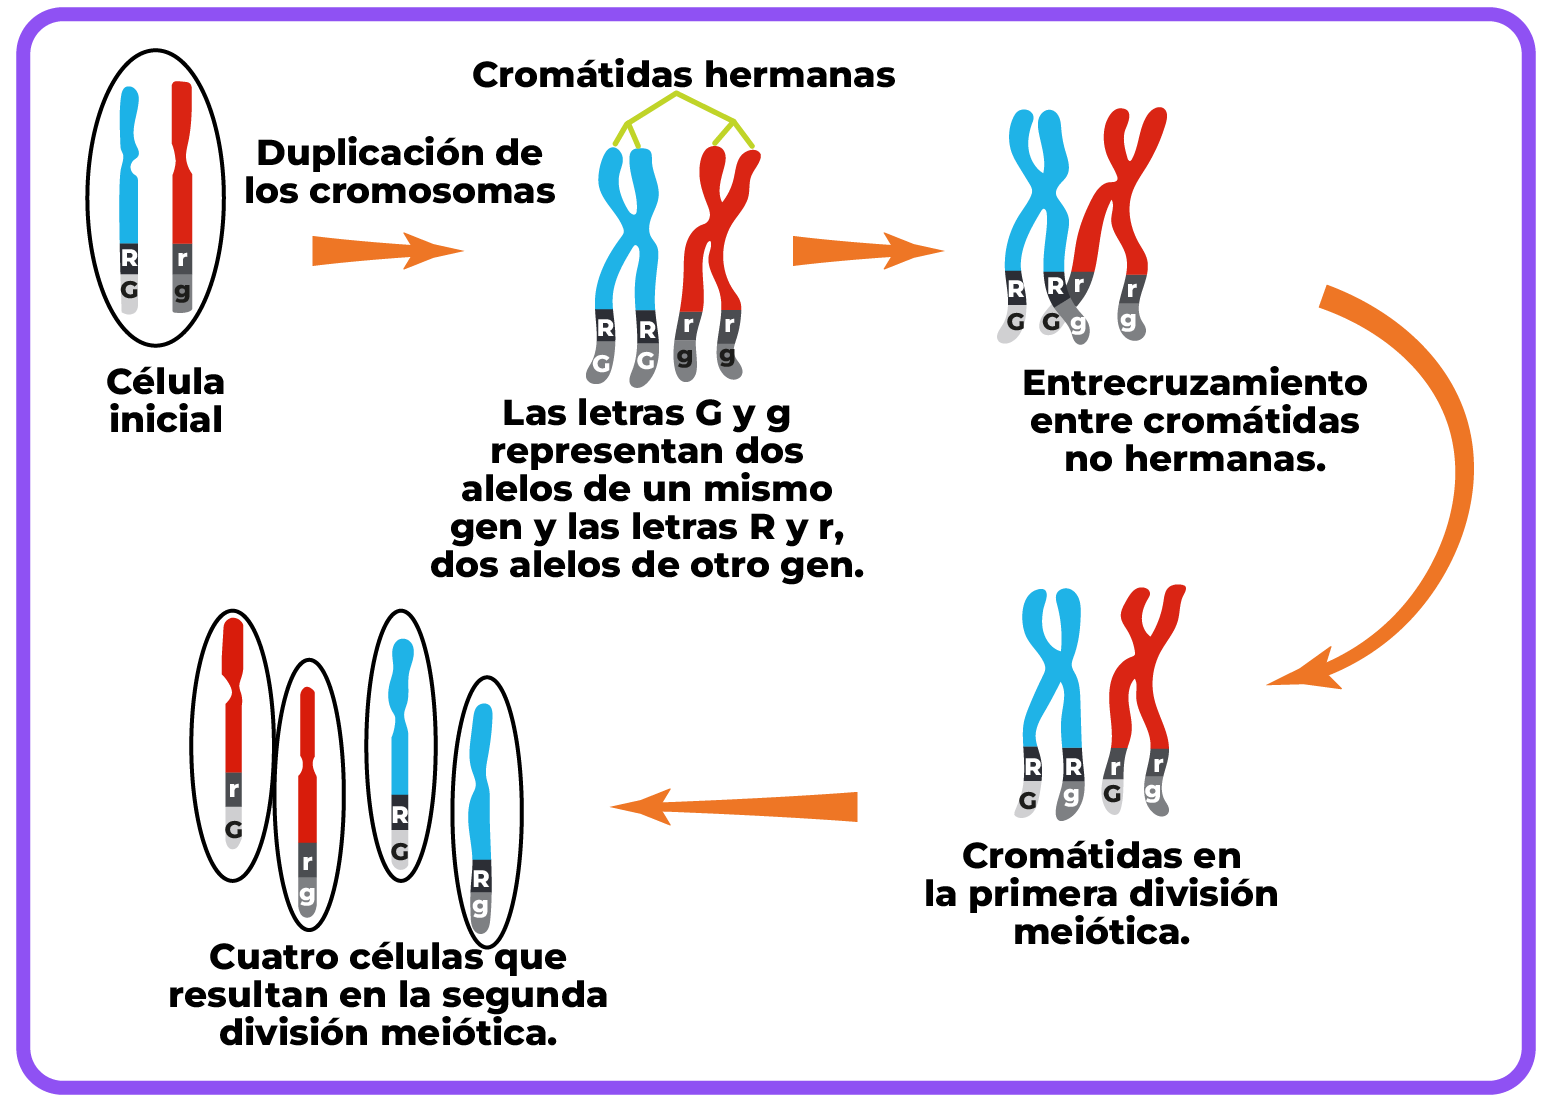 Cromátidas hermanas
Duplicación de
los cromosomas
R
G
r
g
Célula
inicial
R
G
R
G
r
g
r
g
Las letras G y g
representan dos
alelos de un mismo
gen y las letras R y r,
dos alelos de otro gen.
R
G
R
G
r
g
r
g
Entrecruzamiento
entre cromátidas
no hermanas.
R
G
R
g
r
G
r
g
Cromátidas en
la primera división
meiótica.
r
G
r
g
R
G
R
g
Cuatro células que
resultan en la segunda
división meiótica.